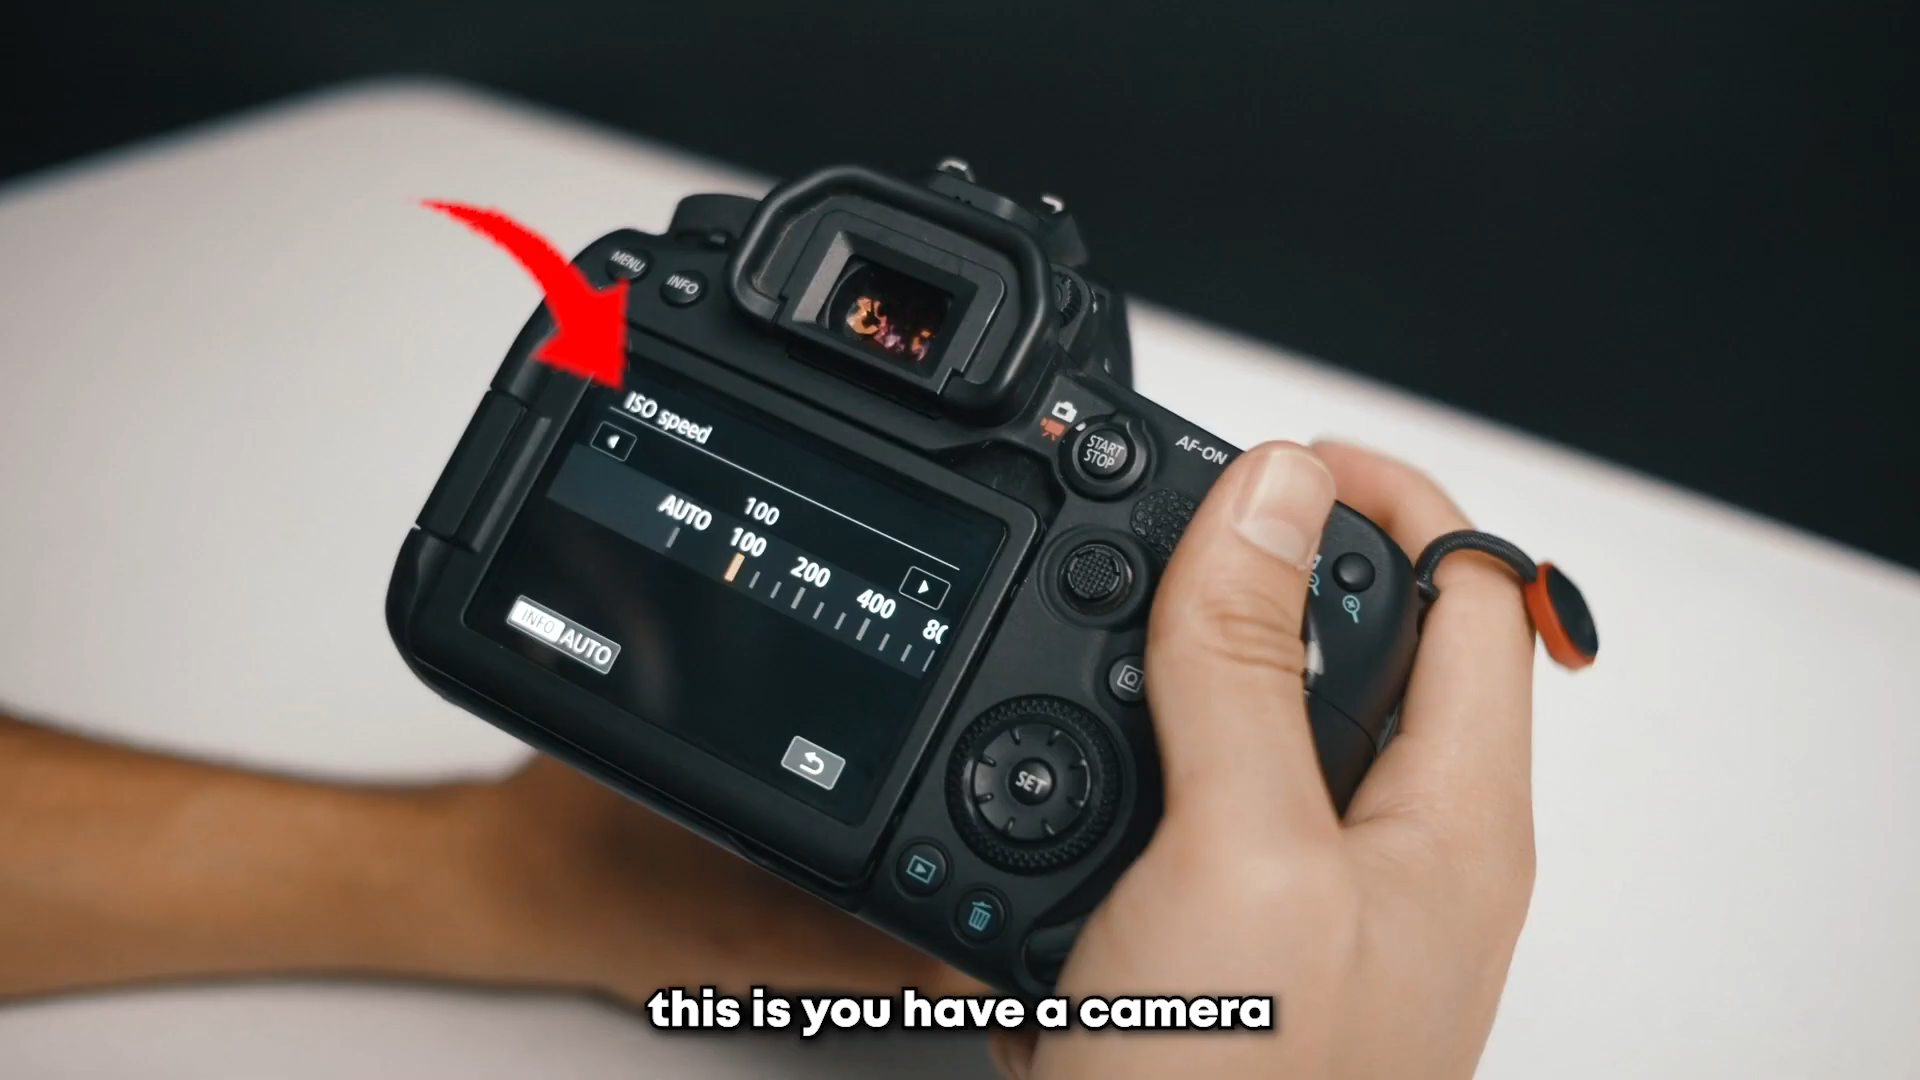 MENU
INFO
ISO speed
100
AUTO 100 200 400 80
INFO AUTO
START
STOP
AF-ON
Q
SET
this is you have a camera